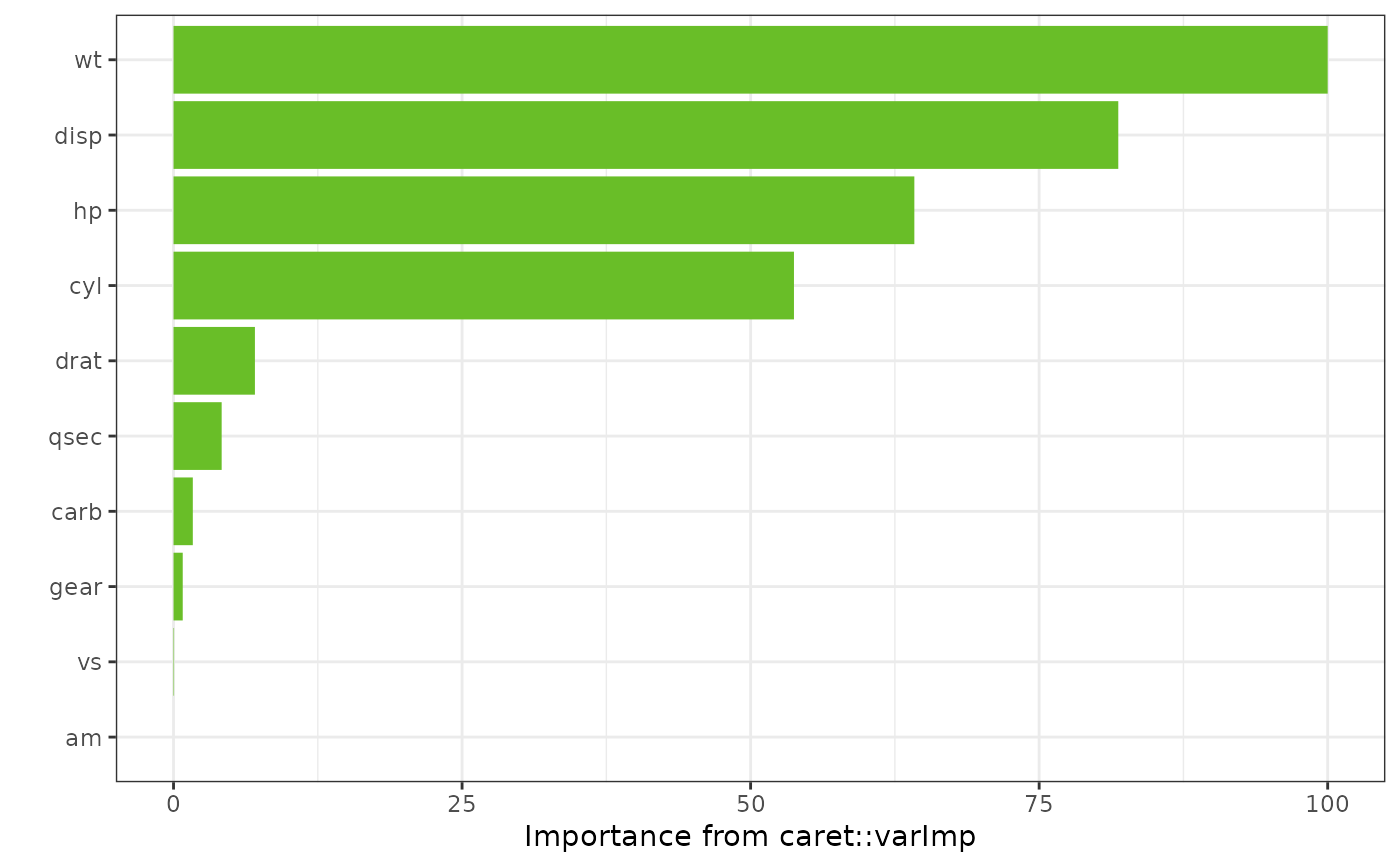 wt
disp
hp
cyl
drat
qsec
carb
gear
vs
am
0 25 50 75 100
Importance from caret::varImp